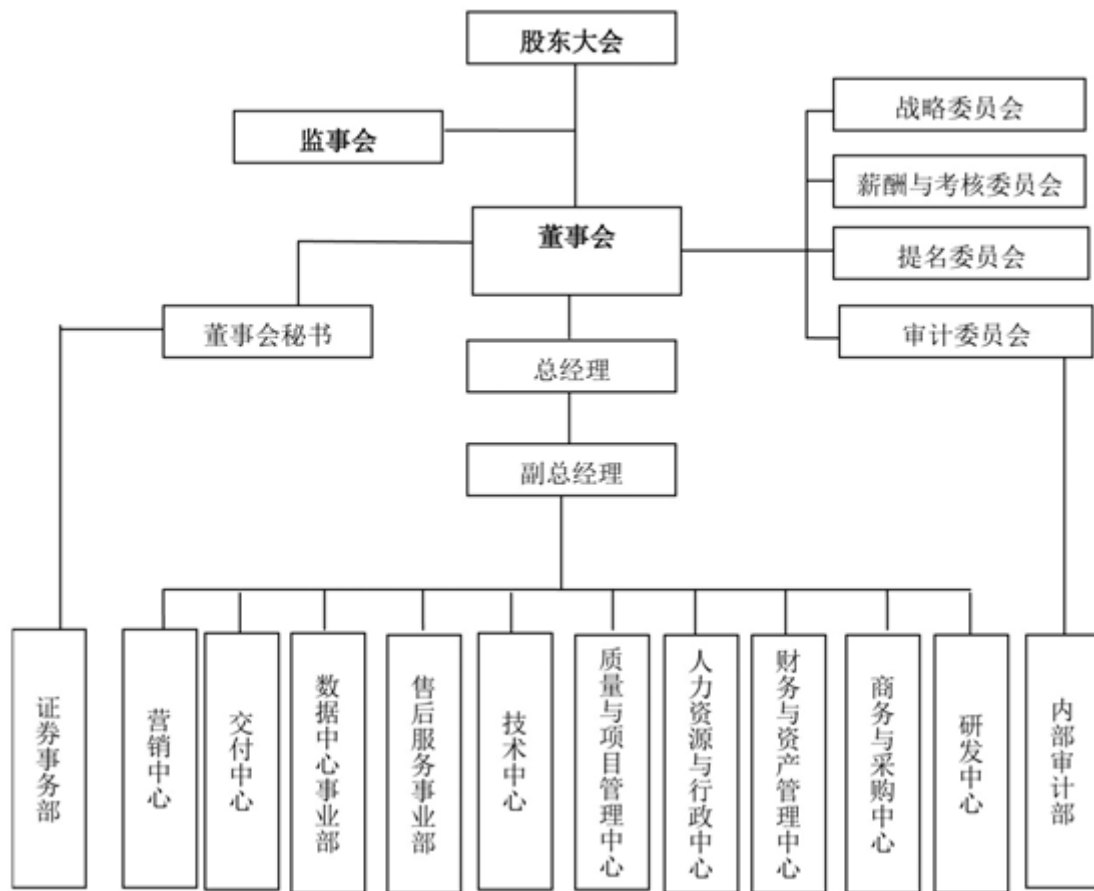 股东大会
监事会
战略委员会
薪酬与考核委员会
董事会
提名委员会
董事会秘书
审计委员会
总经理
副总经理
证券事务部
营销中心
交付中心
数据中心事业部
售后服务事业部
技术中心
质量与项目管理中心
人力资源与行政中心
财务与资产管理中心
商务与采购中心
研发中心
内部审计部